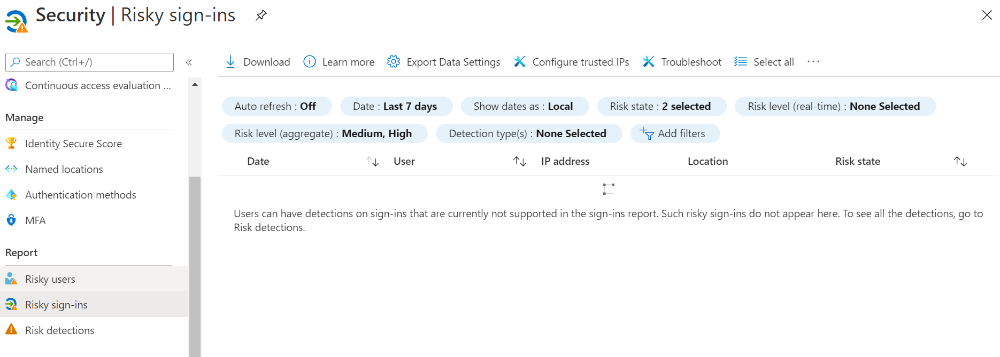 Security | Risky sign-ins
Search (Ctrl+/)
«
Continuous access evaluation ...
Manage
Identity Secure Score
Named locations
Authentication methods
MFA
Report
Risky users
Risky sign-ins
Risk detections
Download Learn more Export Data Settings Configure trusted IPs Troubleshoot Select all ...
Auto refresh : Off Date : Last 7 days Show dates as : Local Risk state : 2 selected Risk level (real-time) : None Selected
Risk level (aggregate) : Medium, High Detection type(s) : None Selected Add filters
Date User IP address Location Risk state
Users can have detections on sign-ins that are currently not supported in the sign-ins report. Such risky sign-ins do not appear here. To see all the detections, go to
Risk detections.